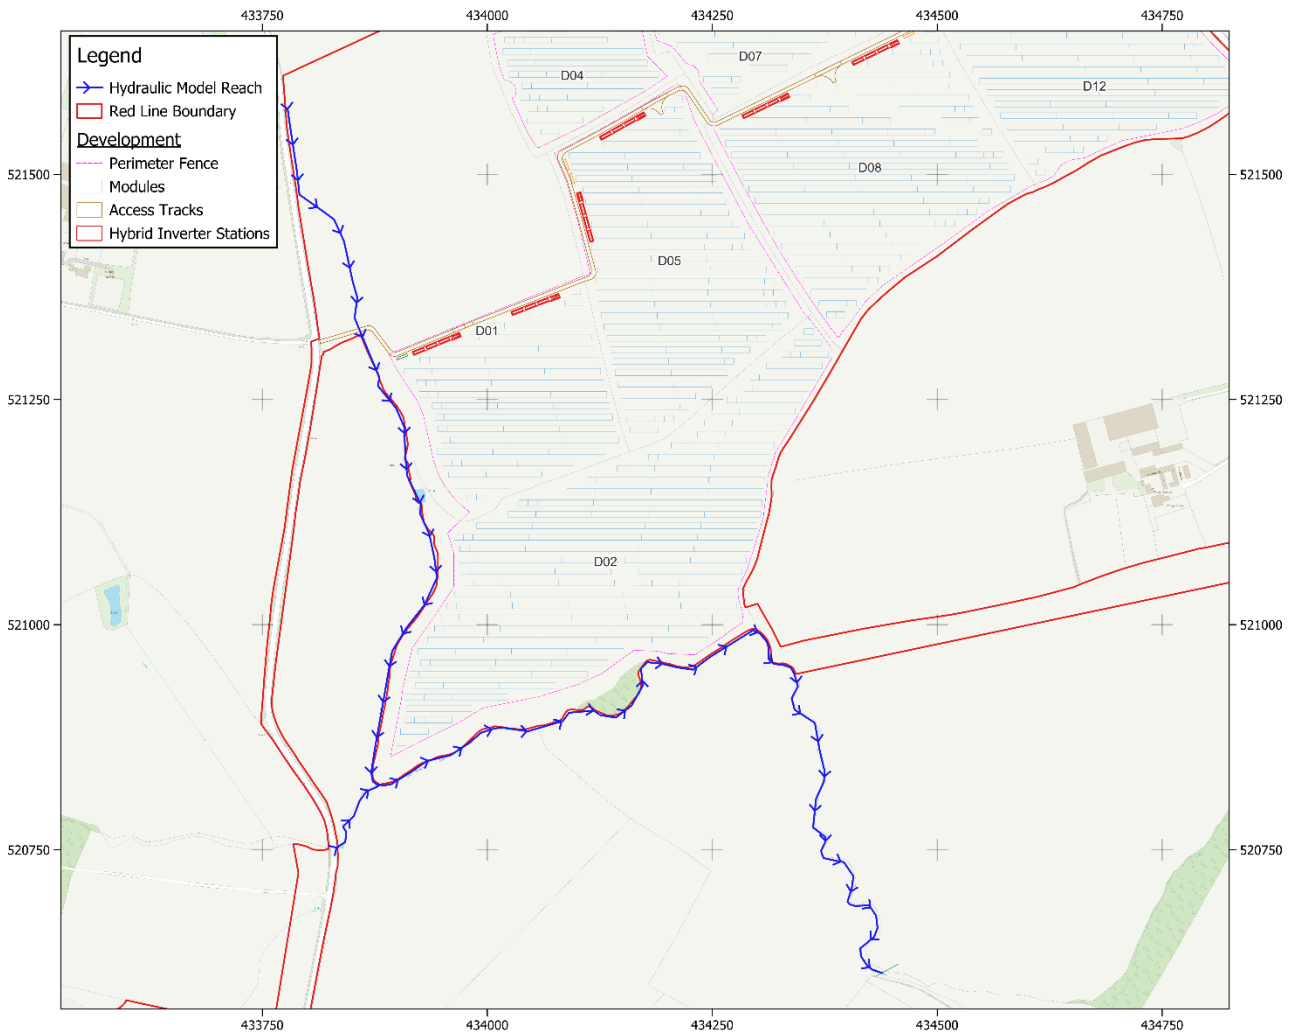 433750 434000 434250 434500 434750
Legend
Hydraulic Model Reach
Red Line Boundary
Development
Perimeter Fence
Modules
Access Tracks
Hybrid Inverter Stations
D04
D07
D12
521500 521500
D08
D05
D01
521250 521250
D02
521000 521000
520750 520750
433750 434000 434250 434500 434750